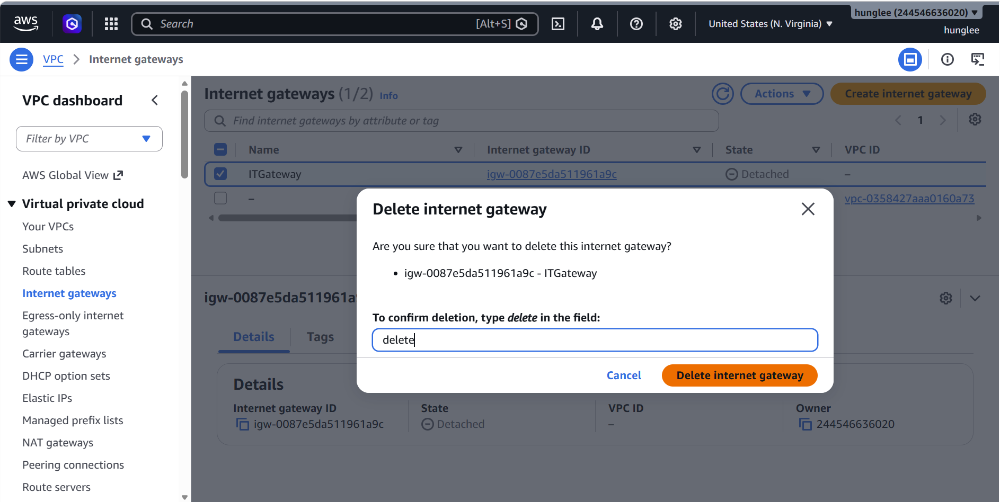 aws
Search
[Alt+S]
United States (N. Virginia)
hunglee (244546636020)
hunglee
VPC
Internet gateways
VPC dashboard
Filter by VPC
AWS Global View
Virtual private cloud
Your VPCs
Subnets
Route tables
Internet gateways
Egress-only internet
gateways
Carrier gateways
DHCP option sets
Elastic IPs
Managed prefix lists
NAT gateways
Peering connections
Route servers
Internet gateways (1/2) Info
Actions
Create internet gateway
Find internet gateways by attribute or tag
1
Name
Internet gateway ID
State
VPC ID
ITGateway
igw-0087e5da511961a9c
Detached
–
–
vpc-0358427aaa0160a73
Delete internet gateway
Are you sure that you want to delete this internet gateway?
• igw-0087e5da511961a9c - ITGateway
To confirm deletion, type delete in the field:
delete
Cancel
Delete internet gateway
igw-0087e5da511961a
Details
Tags
Details
Internet gateway ID
igw-0087e5da511961a9c
State
Detached
VPC ID
–
Owner
244546636020